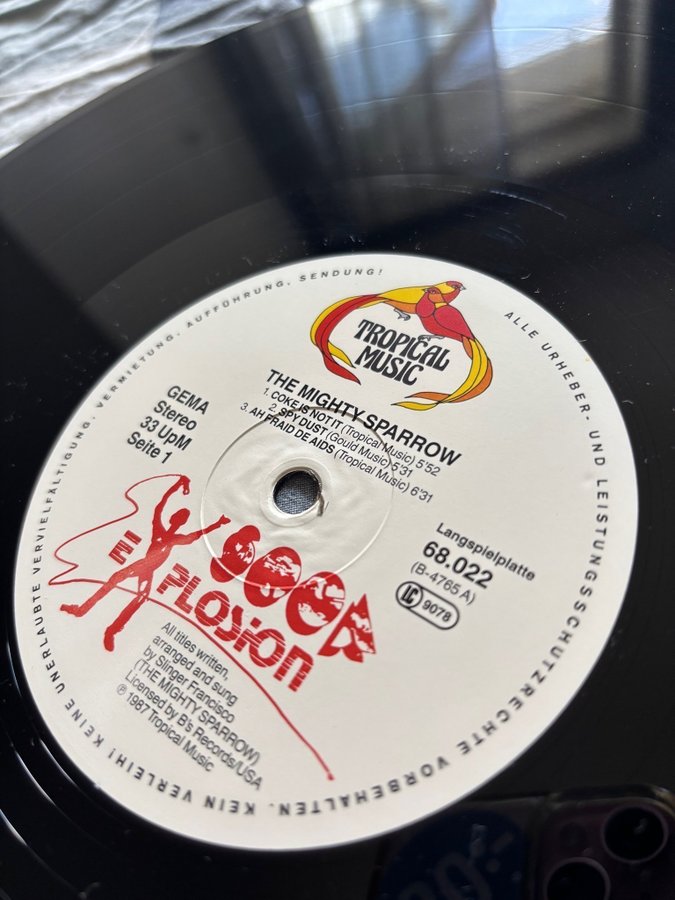 ALLE URHEBER- UND LEISTUNGSSCHUTZRECHTE VORBEHALTEN. KEIN VERLEIH! KEINE UNERLAUBTE VERVIELFÄLTIGUNG, VERMIETUNG, AUFFÜHRUNG, SENDUNG!
TROPICAL
MUSIC
THE MIGHTY SPARROW
1. COKE IS NOT IT (Tropical Music) 5'52
2. SPY DUST (Gould Music) 5'31
3. AH FRAID DE AIDS (Tropical Music) 6'31
GEMA
Stereo
33 UpM
Seite 1
Langspielplatte
68.022
(B-4765 A)
LC 9078
SOCA
EXPLOSION
All titles written,
arranged and sung
by Slinger Francisco
(THE MIGHTY SPARROW)
Licensed by B's Records/USA
℗ 1987 Tropical Music